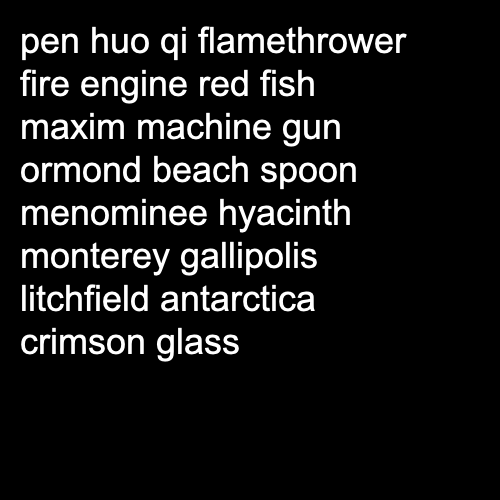 pen huo qi flamethrower
fire engine red fish
maxim machine gun
ormond beach spoon
menominee hyacinth
monterey gallipolis
litchfield antarctica
crimson glass